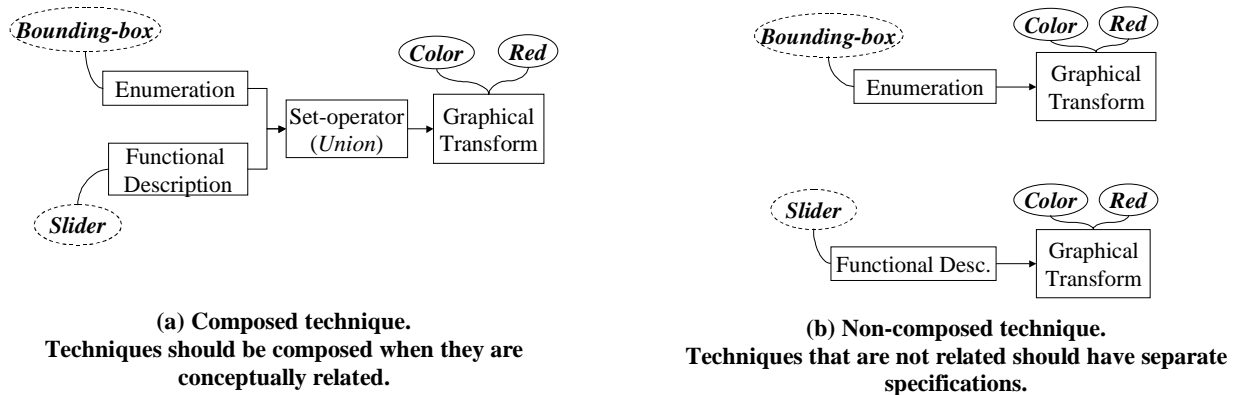 Bounding-box
Color
Red
Enumeration
Set-operator
(Union)
Graphical
Transform
Functional
Description
Slider
(a) Composed technique.
Techniques should be composed when they are
conceptually related.
Bounding-box
Color
Red
Enumeration
Graphical
Transform
Slider
Color
Red
Functional Desc.
Graphical
Transform
(b) Non-composed technique.
Techniques that are not related should have separate
specifications.